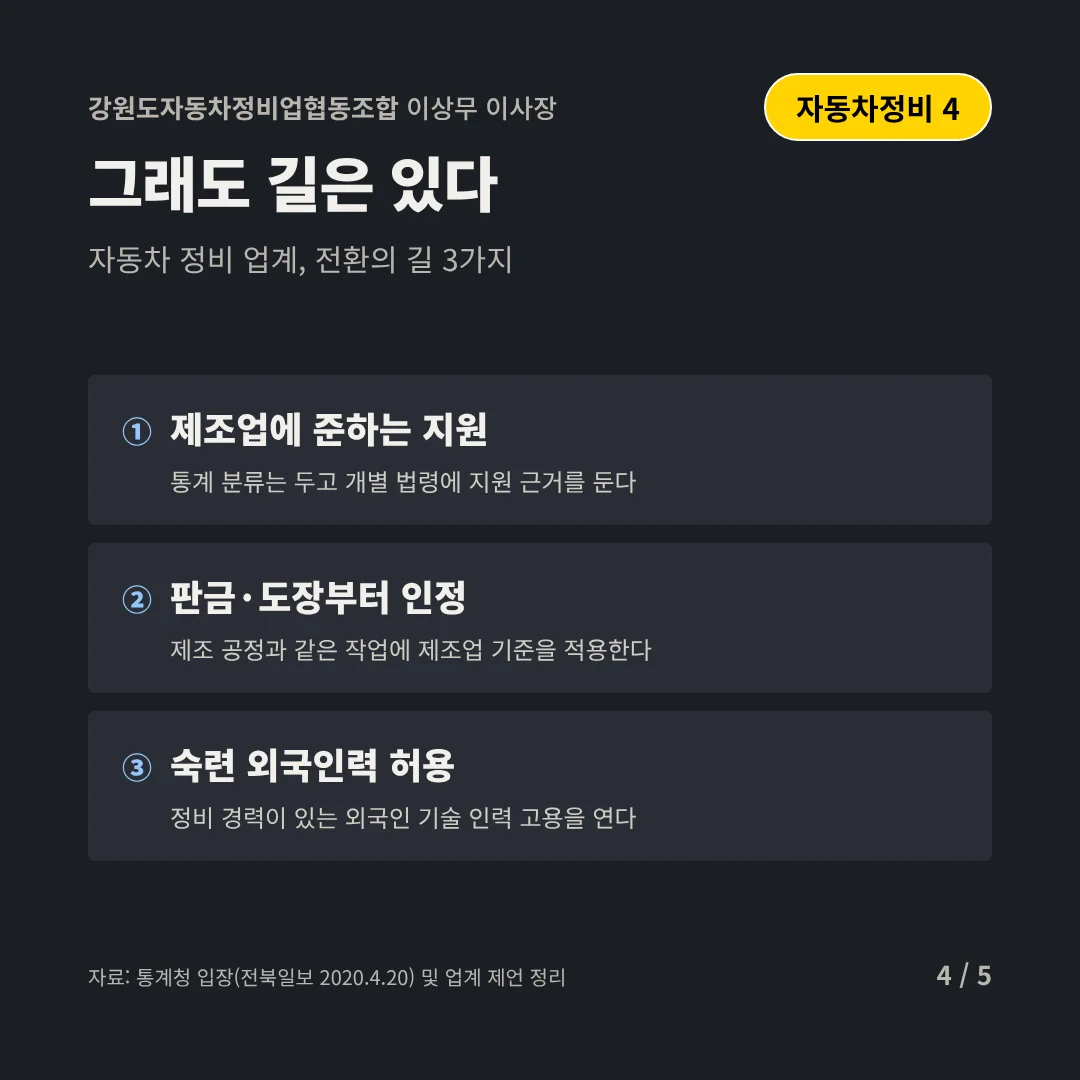 강원도자동차정비업협동조합 이상무 이사장
자동차정비 4
그래도 길은 있다
자동차 정비 업계, 전환의 길 3가지
① 제조업에 준하는 지원
통계 분류는 두고 개별 법령에 지원 근거를 둔다
② 판금·도장부터 인정
제조 공정과 같은 작업에 제조업 기준을 적용한다
③ 숙련 외국인력 허용
정비 경력이 있는 외국인 기술 인력 고용을 연다
자료: 통계청 입장(전북일보 2020.4.20) 및 업계 제언 정리
4 / 5